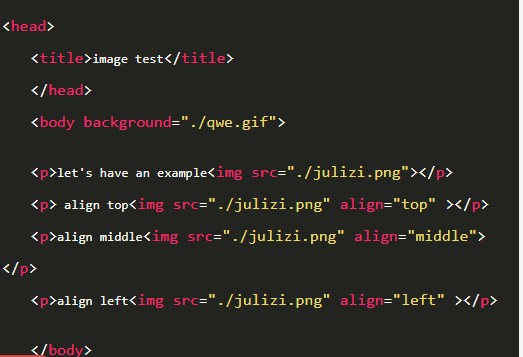 <head>
<title>image test</title>
</head>
<body background="./qwe.gif">
<p>let's have an example<img src="./julizi.png"></p>
<p> align top<img src="./julizi.png" align="top" ></p>
<p>align middle<img src="./julizi.png" align="middle">
</p>
<p>align left<img src="./julizi.png" align="left" ></p>
</body>